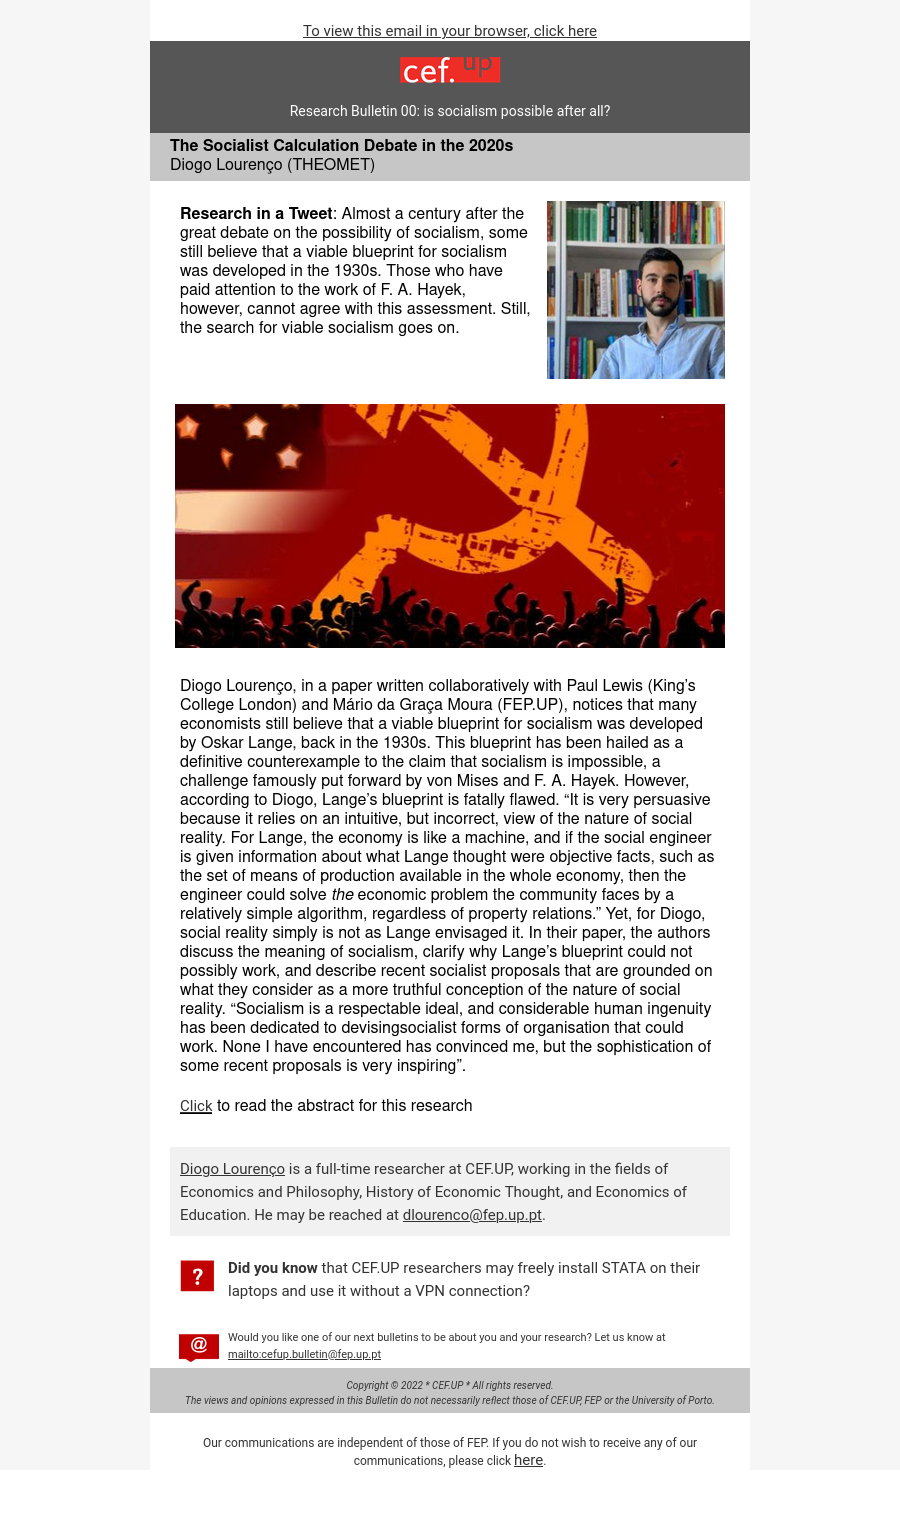 To view this email in your browser, click here
cef.up
Research Bulletin 00: is socialism possible after all?
The Socialist Calculation Debate in the 2020s
Diogo Lourenço (THEOMET)
Research in a Tweet: Almost a century after the
great debate on the possibility of socialism, some
still believe that a viable blueprint for socialism
was developed in the 1930s. Those who have
paid attention to the work of F. A. Hayek,
however, cannot agree with this assessment. Still,
the search for viable socialism goes on.
Diogo Lourenço, in a paper written collaboratively with Paul Lewis (King’s
College London) and Mário da Graça Moura (FEP.UP), notices that many
economists still believe that a viable blueprint for socialism was developed
by Oskar Lange, back in the 1930s. This blueprint has been hailed as a
definitive counterexample to the claim that socialism is impossible, a
challenge famously put forward by von Mises and F. A. Hayek. However,
according to Diogo, Lange’s blueprint is fatally flawed. “It is very persuasive
because it relies on an intuitive, but incorrect, view of the nature of social
reality. For Lange, the economy is like a machine, and if the social engineer
is given information about what Lange thought were objective facts, such as
the set of means of production available in the whole economy, then the
engineer could solve the economic problem the community faces by a
relatively simple algorithm, regardless of property relations.” Yet, for Diogo,
social reality simply is not as Lange envisaged it. In their paper, the authors
discuss the meaning of socialism, clarify why Lange’s blueprint could not
possibly work, and describe recent socialist proposals that are grounded on
what they consider as a more truthful conception of the nature of social
reality. “Socialism is a respectable ideal, and considerable human ingenuity
has been dedicated to devisingsocialist forms of organisation that could
work. None I have encountered has convinced me, but the sophistication of
some recent proposals is very inspiring”.
Click to read the abstract for this research
Diogo Lourenço is a full-time researcher at CEF.UP, working in the fields of
Economics and Philosophy, History of Economic Thought, and Economics of
Education. He may be reached at dlourenco@fep.up.pt.
?
Did you know that CEF.UP researchers may freely install STATA on their
laptops and use it without a VPN connection?
@
Would you like one of our next bulletins to be about you and your research? Let us know at
mailto:cefup.bulletin@fep.up.pt
Copyright © 2022 * CEF.UP * All rights reserved.
The views and opinions expressed in this Bulletin do not necessarily reflect those of CEF.UP, FEP or the University of Porto.
Our communications are independent of those of FEP. If you do not wish to receive any of our
communications, please click here.